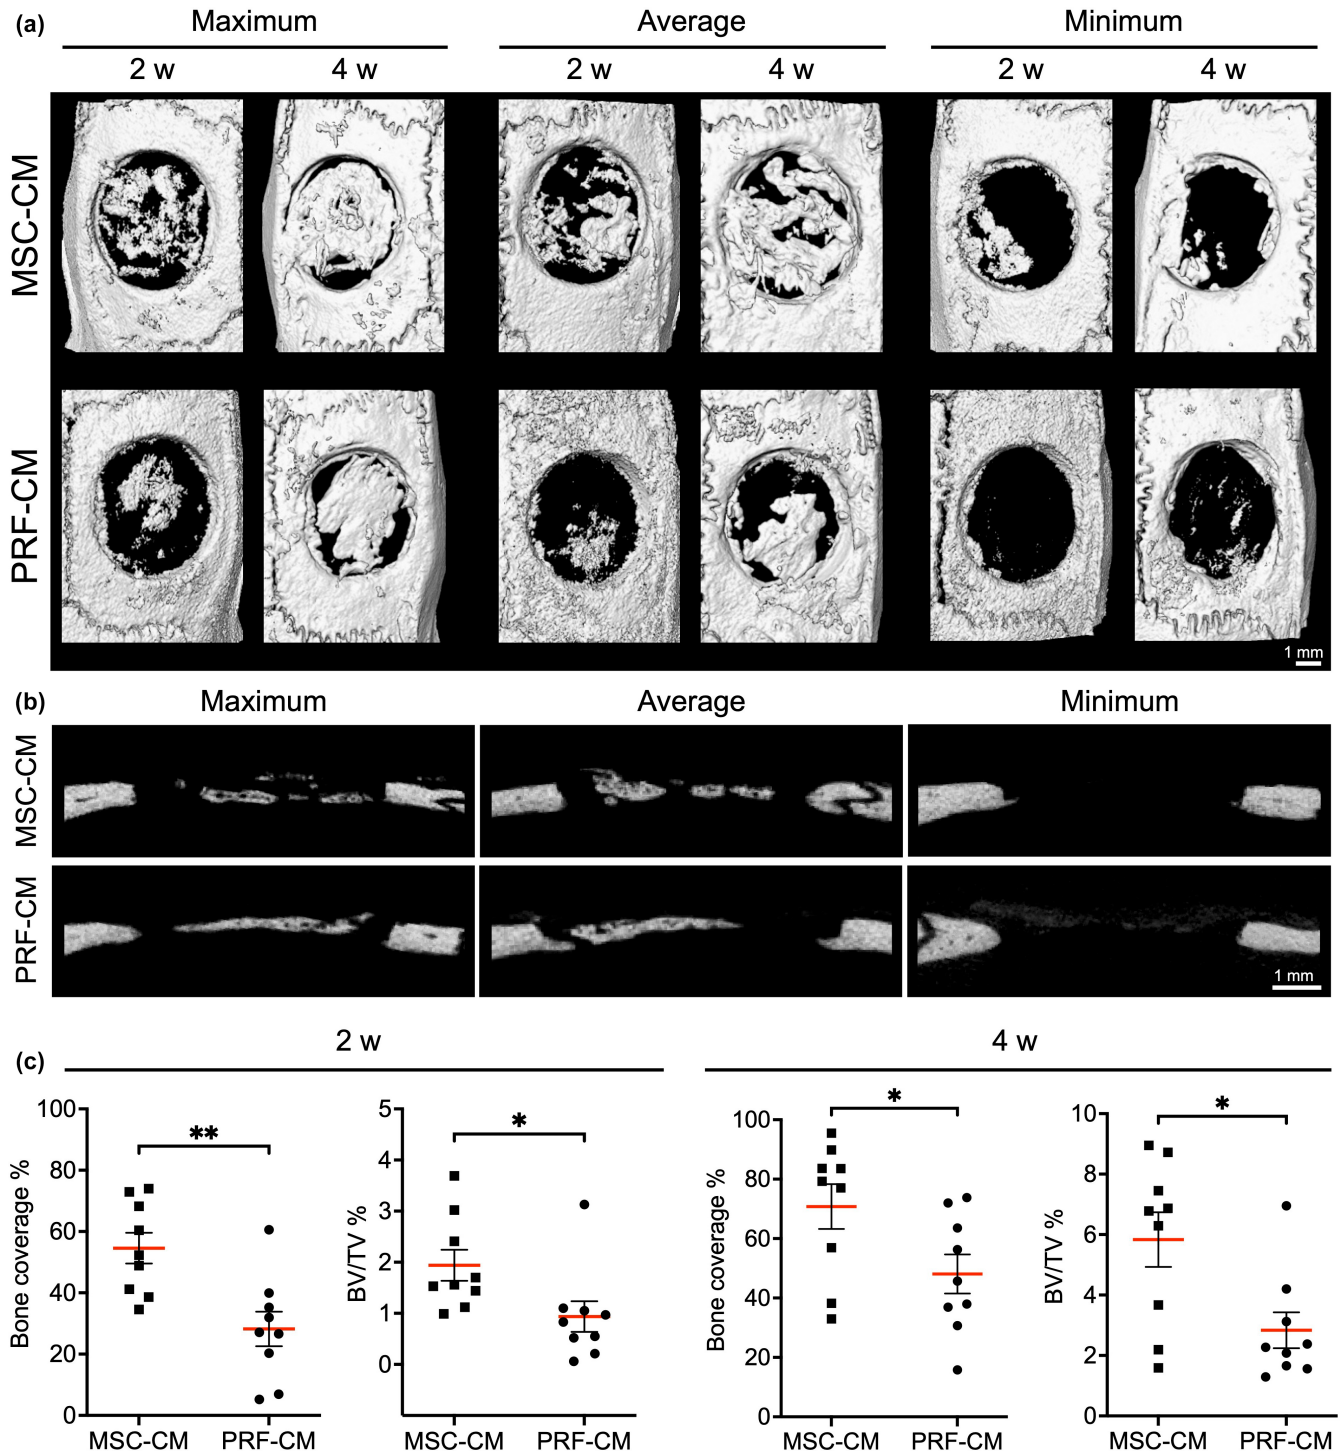 (a)
Maximum Average Minimum
2 w 4 w 2 w 4 w 2 w 4 w
MSC-CM
PRF-CM
1 mm
(b)
Maximum Average Minimum
MSC-CM
PRF-CM
1 mm
(c)
2 w
4 w
Bone coverage %
100
80
60
40
20
0
**
MSC-CM PRF-CM
BV/TV %
5
4
3
2
1
0
*
MSC-CM PRF-CM
Bone coverage %
100
80
60
40
20
0
*
MSC-CM PRF-CM
BV/TV %
10
8
6
4
2
0
*
MSC-CM PRF-CM